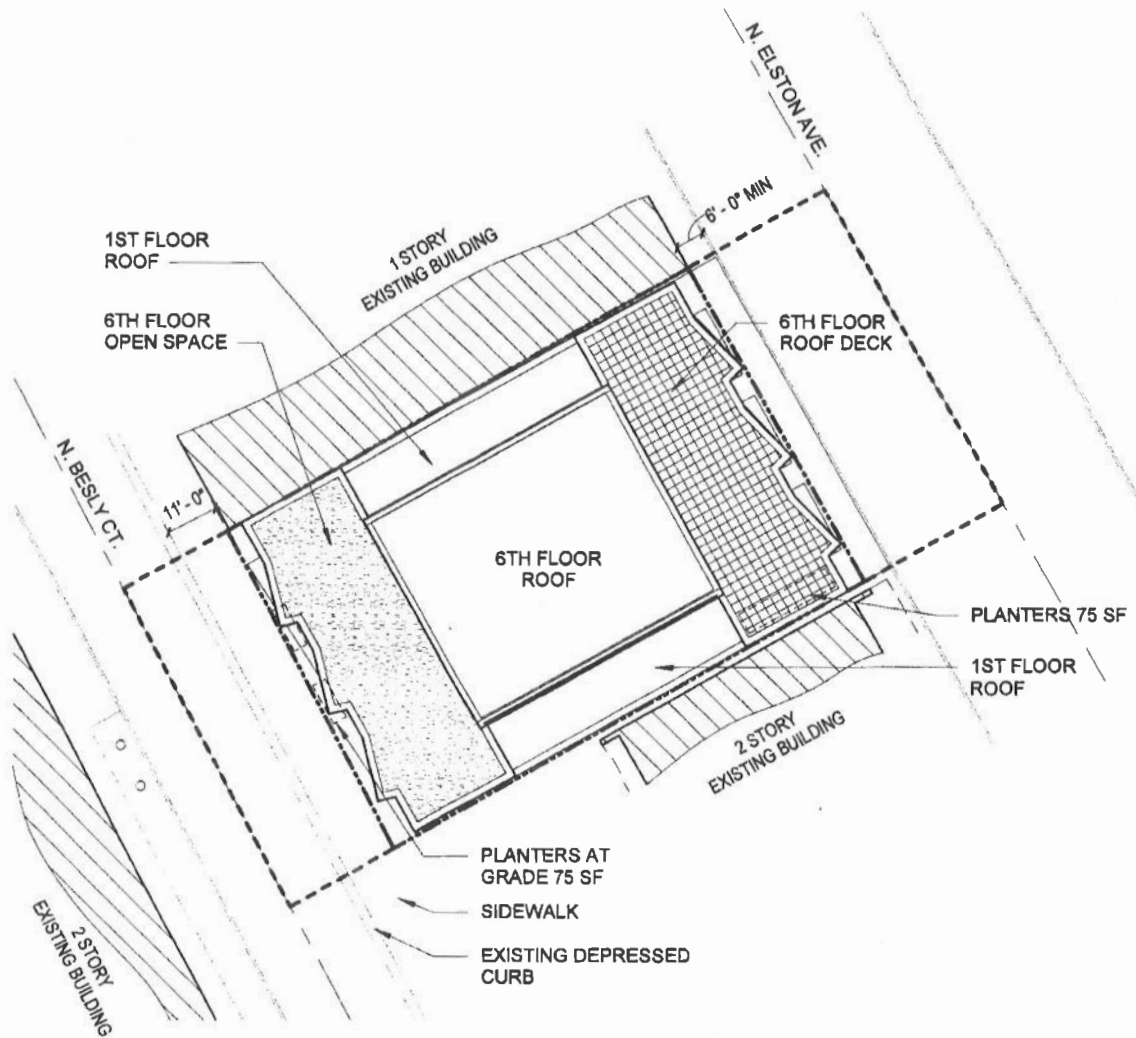 N. ELSTON AVE.
6' - 0" MIN
1ST FLOOR
ROOF
1 STORY
EXISTING BUILDING
6TH FLOOR
OPEN SPACE
6TH FLOOR
ROOF DECK
N. BESLY CT.
11' - 0"
6TH FLOOR
ROOF
PLANTERS 75 SF
1ST FLOOR
ROOF
2 STORY
EXISTING BUILDING
PLANTERS AT
GRADE 75 SF
SIDEWALK
EXISTING DEPRESSED
CURB
2 STORY
EXISTING BUILDING